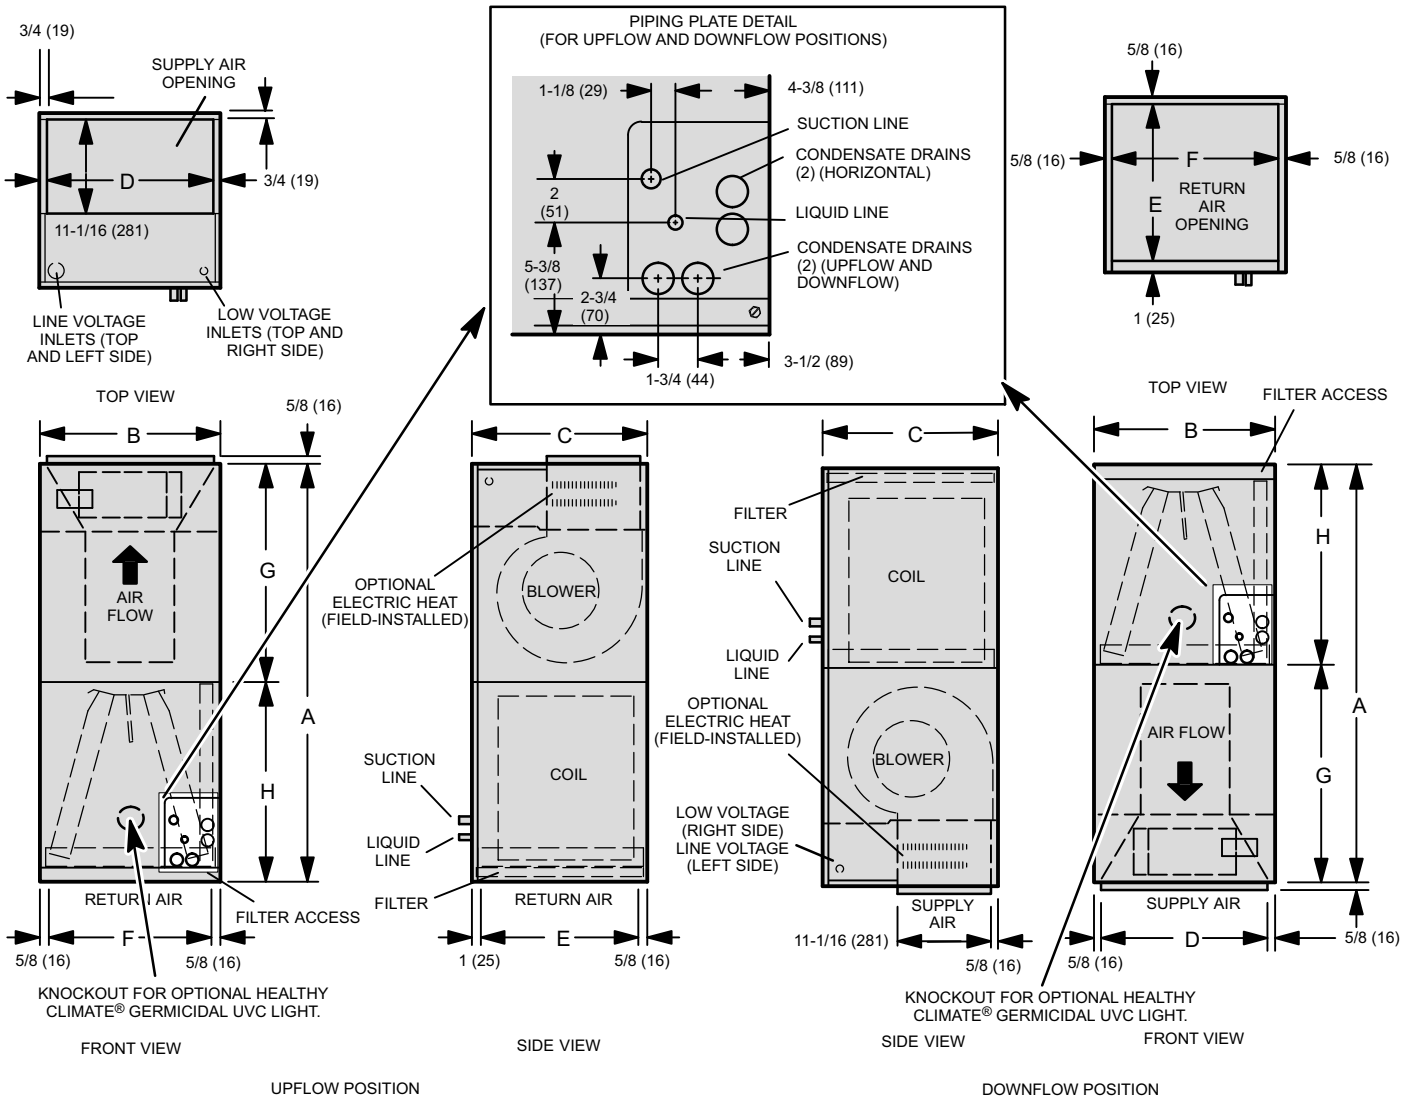 3/4 (19)
SUPPLY AIR
OPENING
D
3/4 (19)
11-1/16 (281)
LINE VOLTAGE
INLETS (TOP
AND LEFT SIDE)
LOW VOLTAGE
INLETS (TOP AND
RIGHT SIDE)
TOP VIEW
PIPING PLATE DETAIL
(FOR UPFLOW AND DOWNFLOW POSITIONS)
1-1/8 (29)
4-3/8 (111)
SUCTION LINE
CONDENSATE DRAINS
(2) (HORIZONTAL)
2
(51)
LIQUID LINE
5-3/8
(137)
CONDENSATE DRAINS
(2) (UPFLOW AND
DOWNFLOW)
2-3/4
(70)
3-1/2 (89)
1-3/4 (44)
5/8 (16)
5/8 (16)
F
5/8 (16)
E
RETURN
AIR
OPENING
1 (25)
TOP VIEW
5/8 (16)
B
AIR
FLOW
G
A
H
RETURN AIR
FILTER ACCESS
F
5/8 (16)
5/8 (16)
KNOCKOUT FOR OPTIONAL HEALTHY
CLIMATE® GERMICIDAL UVC LIGHT.
FRONT VIEW
C
OPTIONAL
ELECTRIC HEAT
(FIELD-INSTALLED)
BLOWER
SUCTION
LINE
COIL
LIQUID
LINE
FILTER
RETURN AIR
E
1 (25)
5/8 (16)
SIDE VIEW
UPFLOW POSITION
C
FILTER
SUCTION
LINE
COIL
LIQUID
LINE
OPTIONAL
ELECTRIC HEAT
(FIELD-INSTALLED)
BLOWER
LOW VOLTAGE
(RIGHT SIDE)
LINE VOLTAGE
(LEFT SIDE)
SUPPLY
AIR
11-1/16 (281)
5/8 (16)
SIDE VIEW
FILTER ACCESS
B
H
A
AIR FLOW
G
SUPPLY AIR
D
5/8 (16)
5/8 (16)
KNOCKOUT FOR OPTIONAL HEALTHY
CLIMATE® GERMICIDAL UVC LIGHT.
FRONT VIEW
DOWNFLOW POSITION